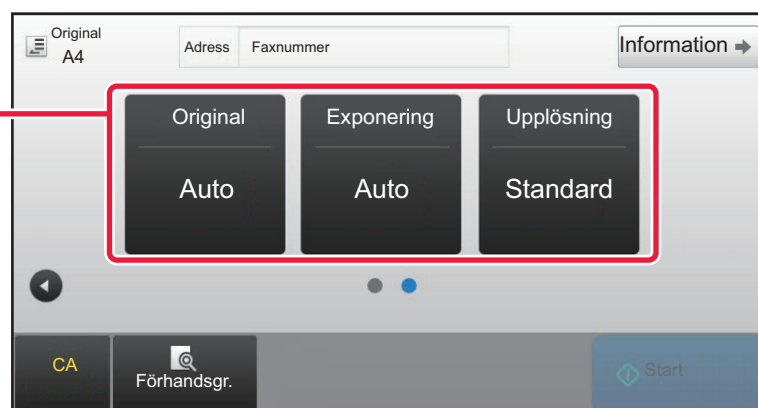 Original
A4
Adress
Faxnummer
Information
Original
Exponering
Upplösning
Auto
Auto
Standard
CA
Förhandsgr.
Start